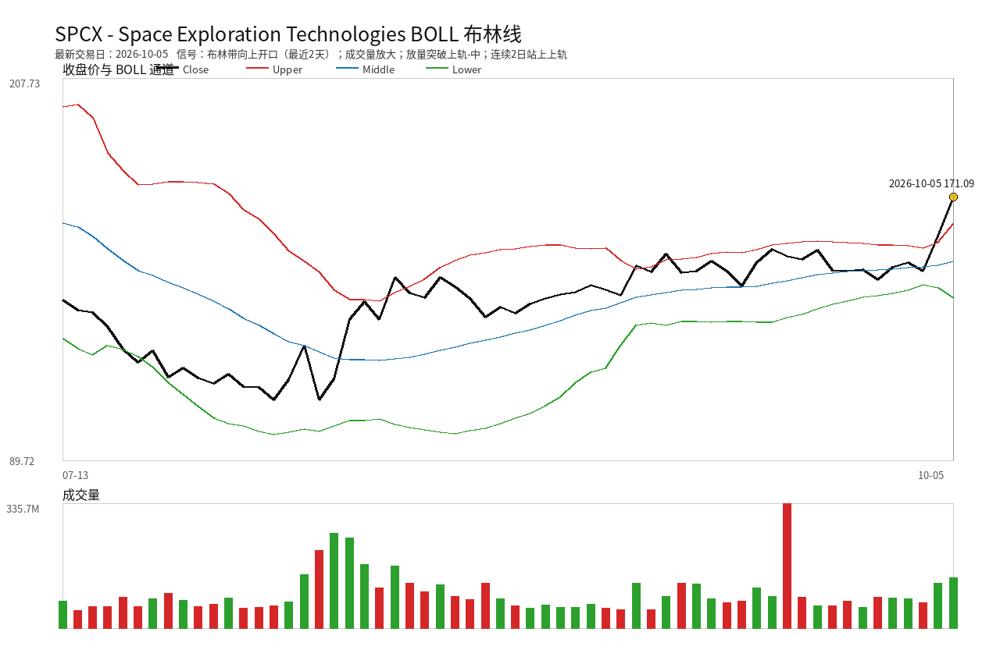 SPCX - Space Exploration Technologies BOLL 布林线
最新交易日：2026-10-05 信号：布林带向上开口（最近2天）；成交量放大；放量突破上轨-中；连续2日站上上轨
收盘价与 BOLL 通道 Close Upper Middle Lower
207.73
2026-10-05 171.09
89.72
07-13 10-05
成交量
335.7M